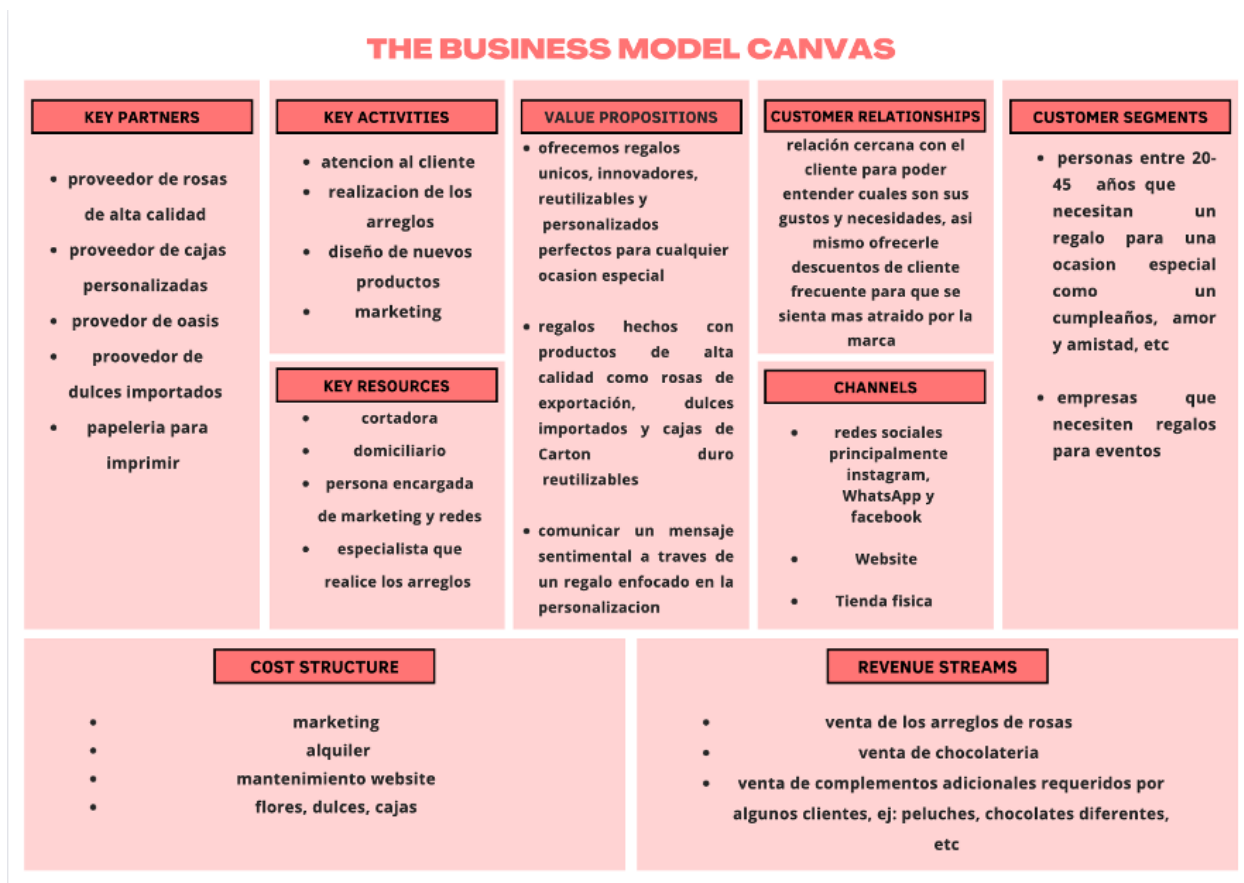 THE BUSINESS MODEL CANVAS
KEY PARTNERS
• proveedor de rosas
de alta calidad
• proveedor de cajas
personalizadas
• provedor de oasis
• proovedor de
dulces importados
• papeleria para
imprimir
KEY ACTIVITIES
• atencion al cliente
• realizacion de los
arreglos
• diseño de nuevos
productos
• marketing
KEY RESOURCES
• cortadora
• domiciliario
• persona encargada
de marketing y redes
• especialista que
realice los arreglos
VALUE PROPOSITIONS
• ofrecemos regalos
unicos, innovadores,
reutilizables y
personalizados
perfectos para cualquier
ocasion especial
• regalos hechos con
productos de alta
calidad como rosas de
exportación, dulces
importados y cajas de
Carton duro
reutilizables
• comunicar un mensaje
sentimental a traves de
un regalo enfocado en la
personalizacion
CUSTOMER RELATIONSHIPS
relación cercana con el
cliente para poder
entender cuales son sus
gustos y necesidades, asi
mismo ofrecerle
descuentos de cliente
frecuente para que se
sienta mas atraido por la
marca
CHANNELS
• redes sociales
principalmente
instagram,
WhatsApp y
facebook
• Website
• Tienda fisica
CUSTOMER SEGMENTS
• personas entre 20-
45 años que
necesitan un
regalo para una
ocasion especial
como un
cumpleaños, amor
y amistad, etc
• empresas que
necesiten regalos
para eventos
COST STRUCTURE
• marketing
• alquiler
• mantenimiento website
• flores, dulces, cajas
REVENUE STREAMS
• venta de los arreglos de rosas
• venta de chocolateria
• venta de complementos adicionales requeridos por
algunos clientes, ej: peluches, chocolates diferentes,
etc